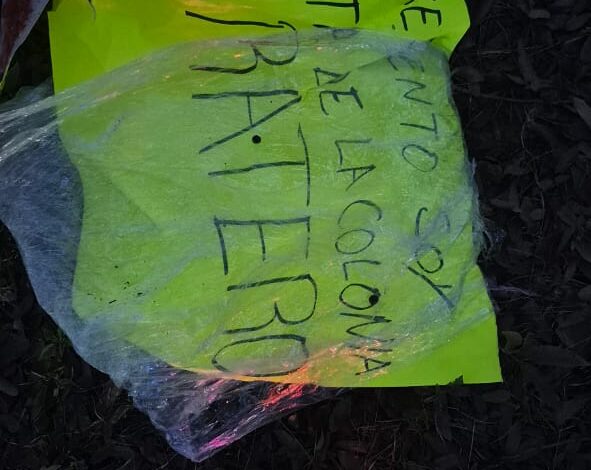 ENTO SOY
DE LA COLONIA
RATERO